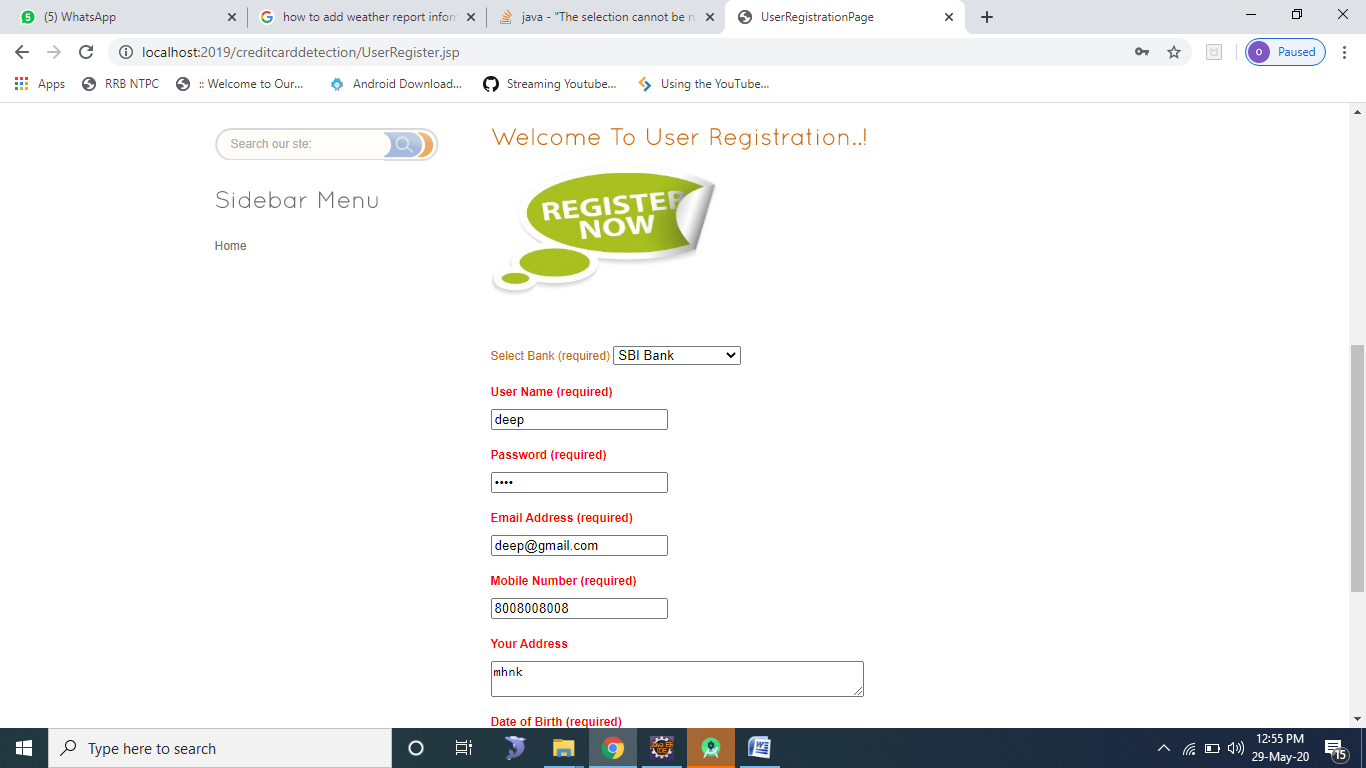 (5) WhatsApp
how to add weather report inforn
java - "The selection cannot be ru
UserRegistrationPage
localhost:2019/creditcarddetection/UserRegister.jsp
o Paused
Apps
RRB NTPC
:: Welcome to Our...
Android Download...
Streaming Youtube...
Using the YouTube...
Search our ste:
Sidebar Menu
Home
Welcome To User Registration..!
REGISTER
NOW
Select Bank (required) SBI Bank
User Name (required)
deep
Password (required)
••••
Email Address (required)
deep@gmail.com
Mobile Number (required)
8008008008
Your Address
mhnk
Date of Birth (required)
Type here to search
12:55 PM
29-May-20
15